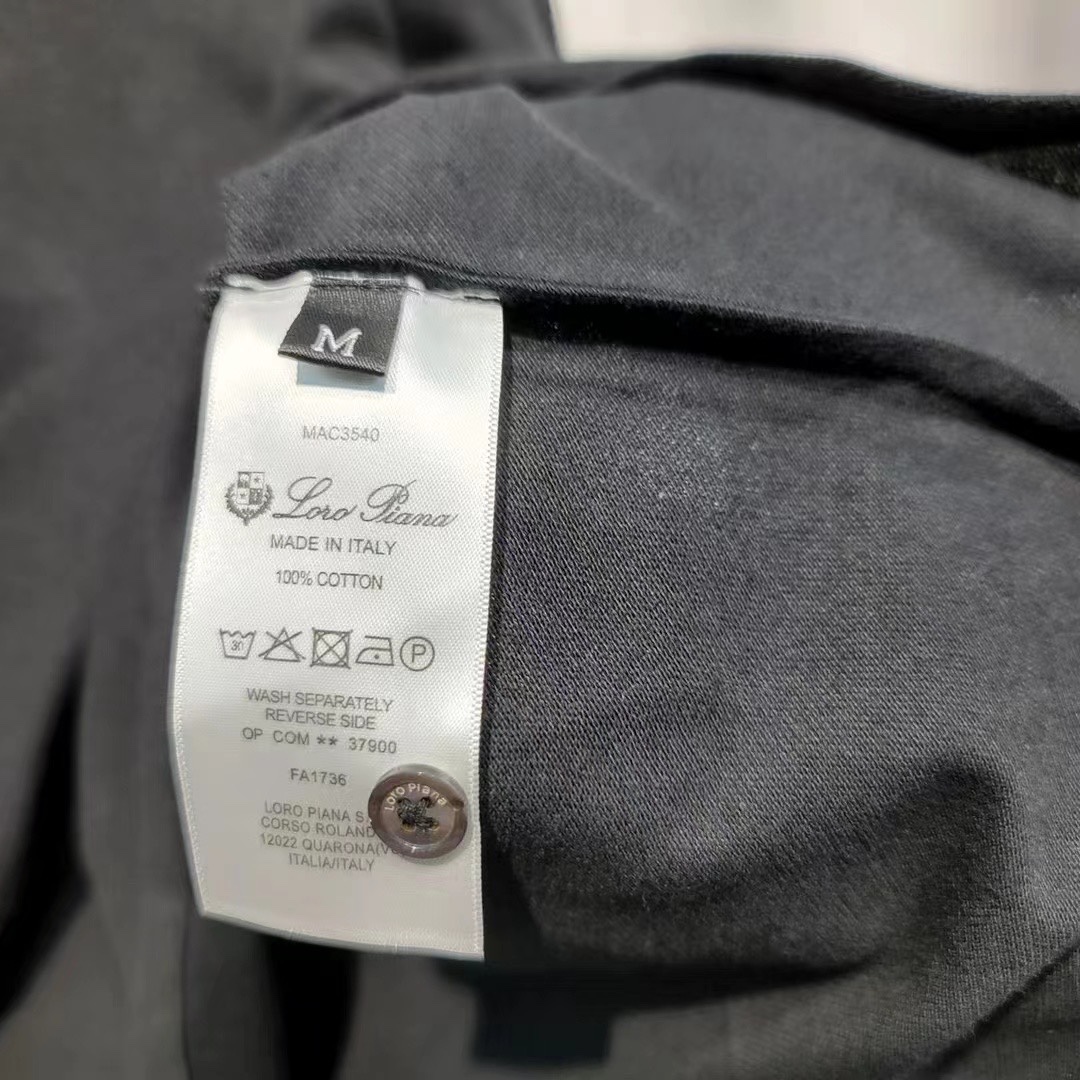 M
MAC3540
Loro Piana
MADE IN ITALY
100% COTTON
30 P
WASH SEPARATELY
REVERSE SIDE
OP COM ** 37900
FA1736
Loro Piana
LORO PIANA S
CORSO ROLAND
12022 QUARONA(V
ITALIA/ITALY